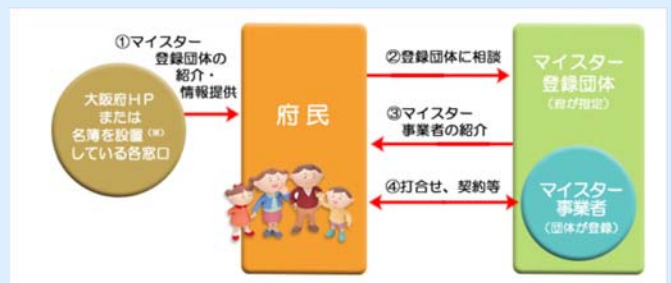 ①マイスター
登録団体の
紹介・
情報提供
大阪府HP
または
名簿を設置(※)
している各窓口
府民
②登録団体に相談
③マイスター
事業者の紹介
④打合せ、契約等
マイスター
登録団体
(府が指定)
マイスター
事業者
(団体が登録)